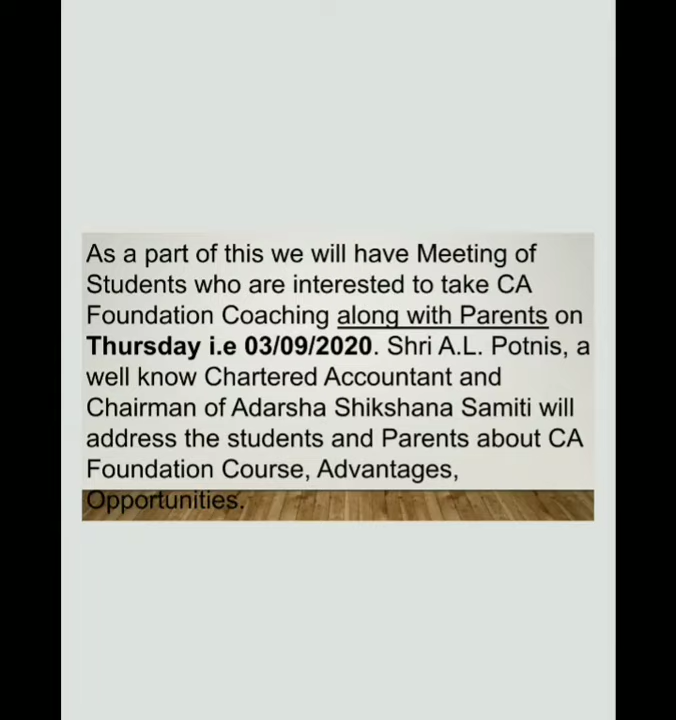 As a part of this we will have Meeting of
Students who are interested to take CA
Foundation Coaching along with Parents on
Thursday i.e 03/09/2020. Shri A.L. Potnis, a
well know Chartered Accountant and
Chairman of Adarsha Shikshana Samiti will
address the students and Parents about CA
Foundation Course, Advantages,
Opportunities.